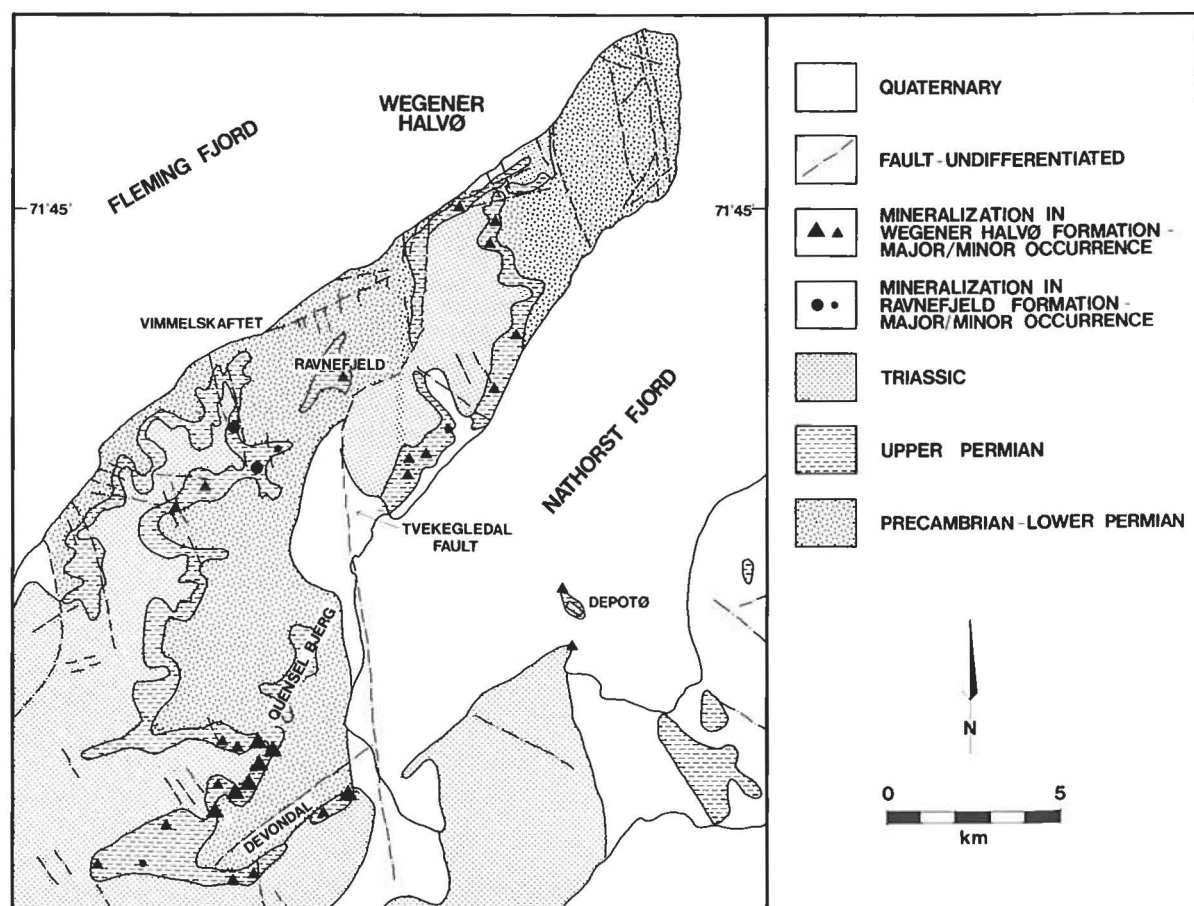 WEGENER
HALVØ
FLEMING FJORD
71°45'
71°45'
VIMMELSKAFTET
RAVNEFJELD
NATHORST FJORD
TVEKEGLEDAL
FAULT
DEPOTØ
QUENSEL BJERG
DEVONDAL
QUATERNARY
FAULT-UNDIFFERENTIATED
MINERALIZATION IN
WEGENER HALVØ FORMATION -
MAJOR/MINOR OCCURRENCE
MINERALIZATION IN
RAVNEFJELD FORMATION -
MAJOR/MINOR OCCURRENCE
TRIASSIC
UPPER PERMIAN
PRECAMBRIAN-LOWER PERMIAN
N
0 5
km